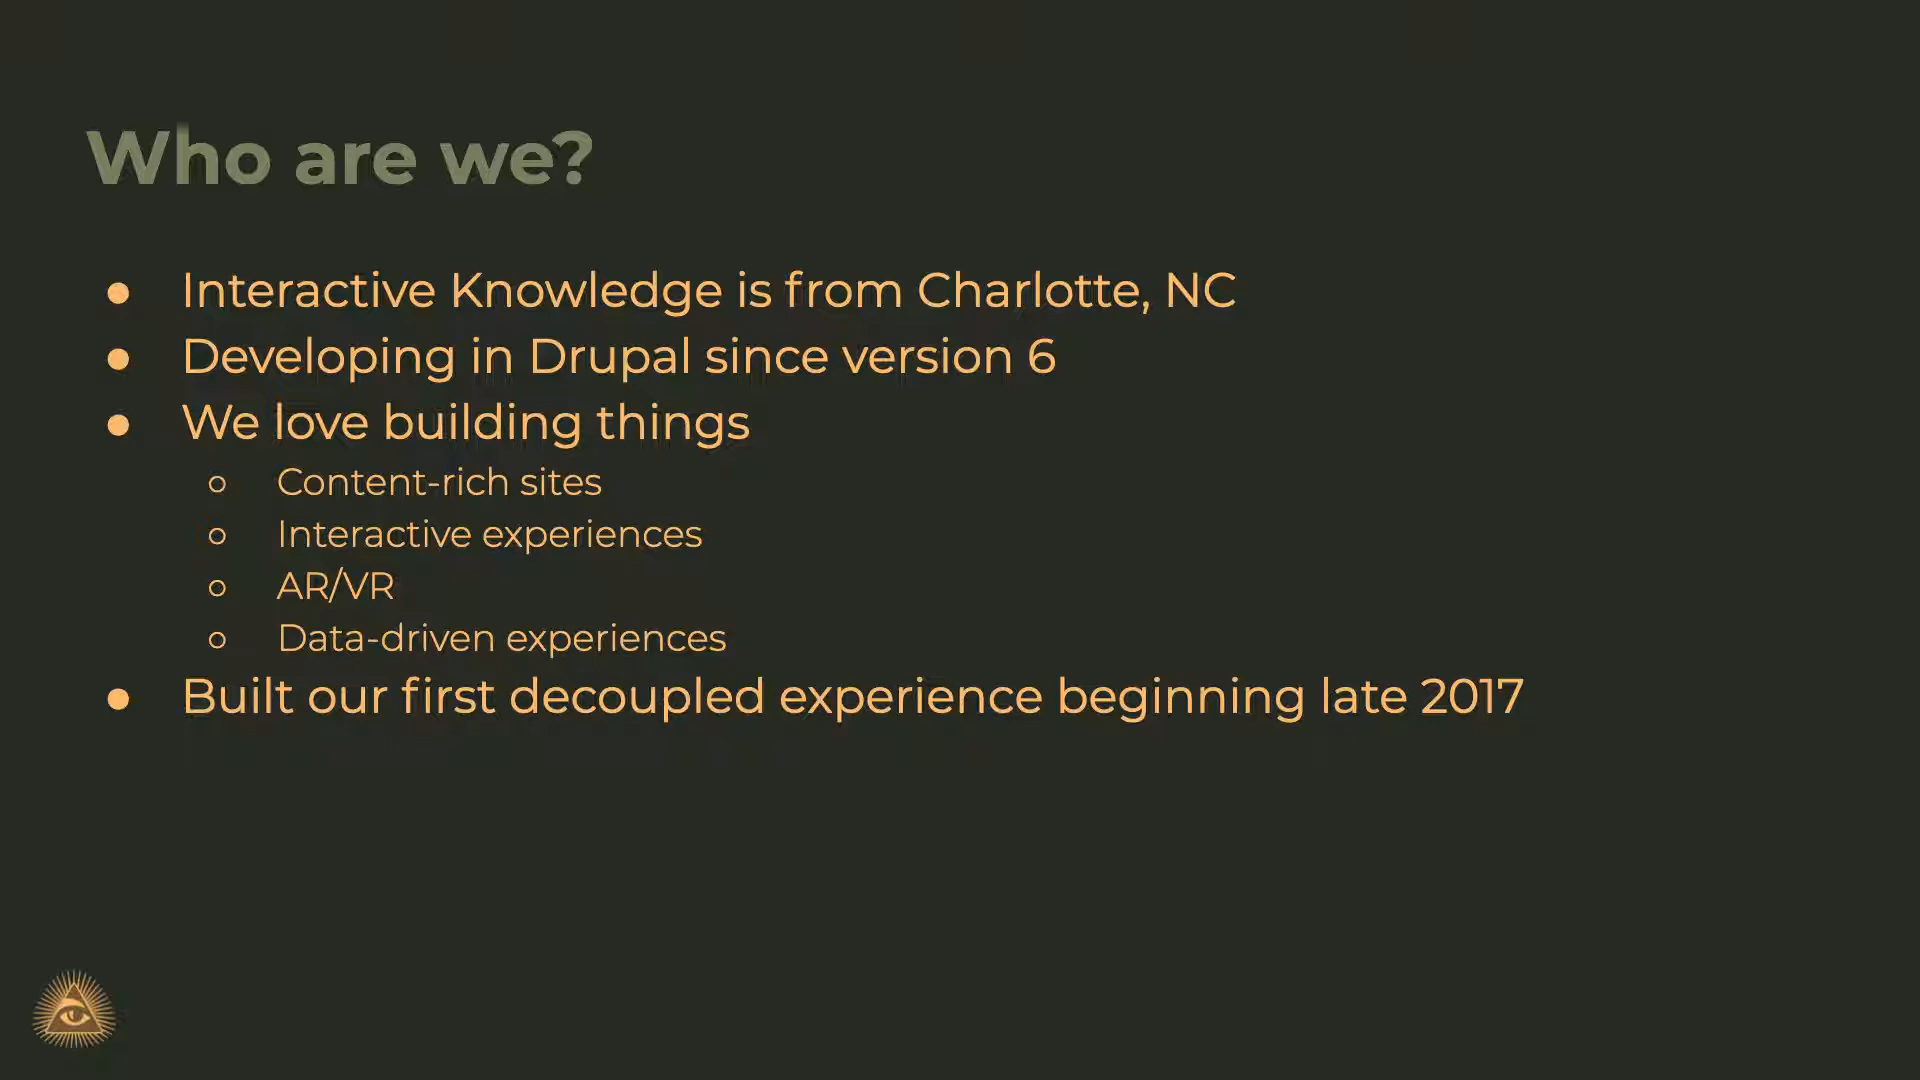 Who are we?
● Interactive Knowledge is from Charlotte, NC
● Developing in Drupal since version 6
● We love building things
○ Content-rich sites
○ Interactive experiences
○ AR/VR
○ Data-driven experiences
● Built our first decoupled experience beginning late 2017